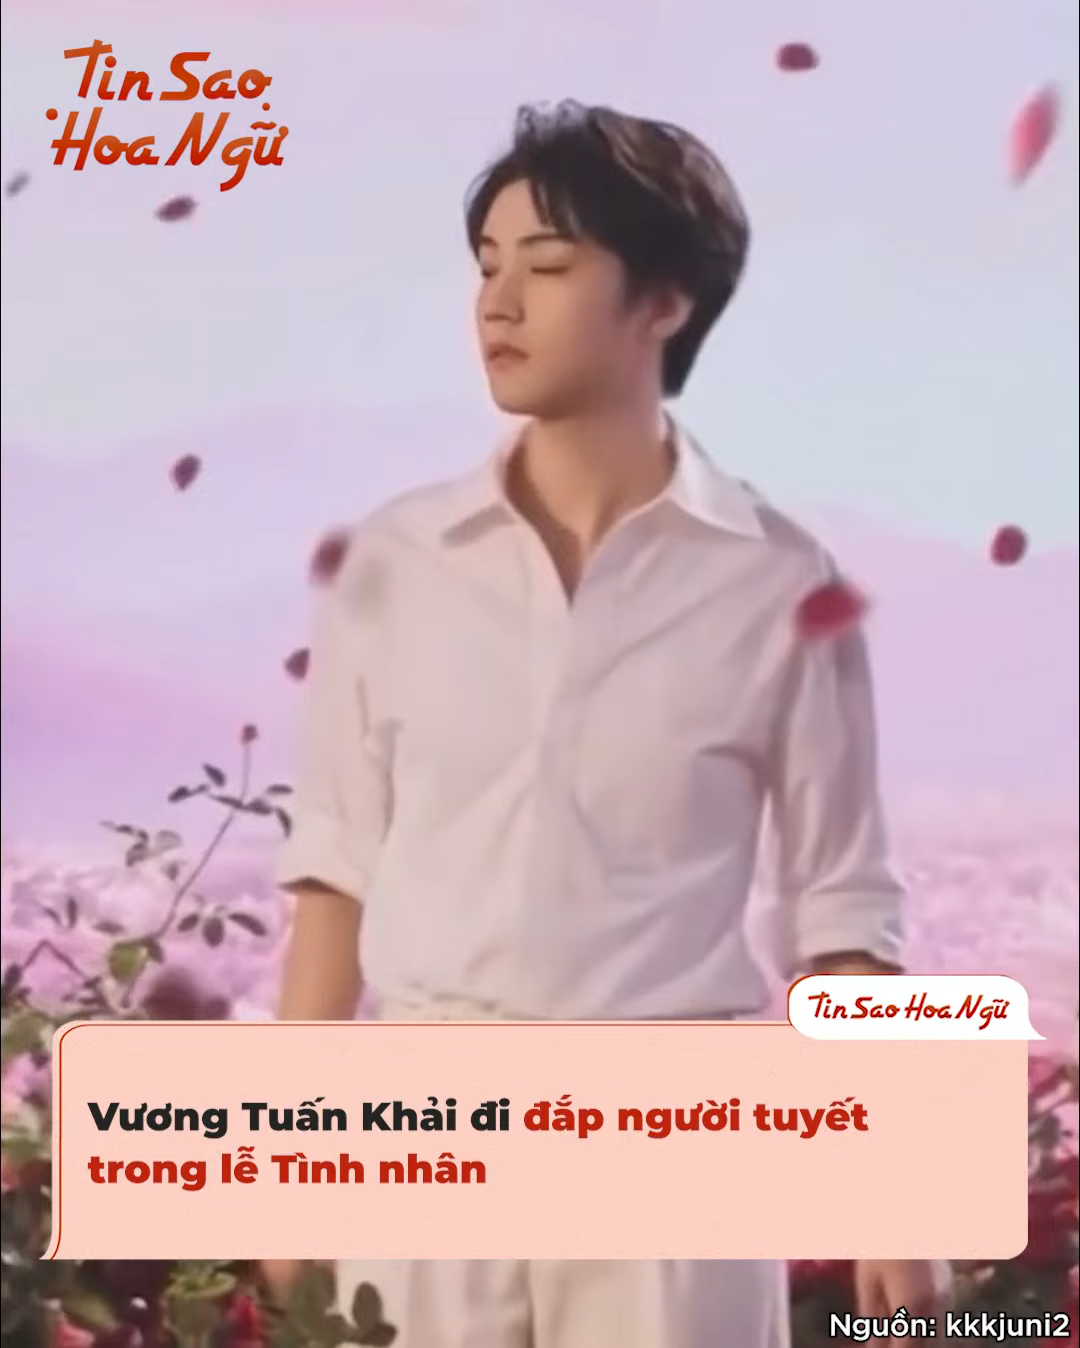 Tin Sao
Hoa Ngữ
Tin Sao Hoa Ngữ
Vương Tuấn Khải đi đắp người tuyết
trong lễ Tình nhân
Nguồn: kkkjuni2